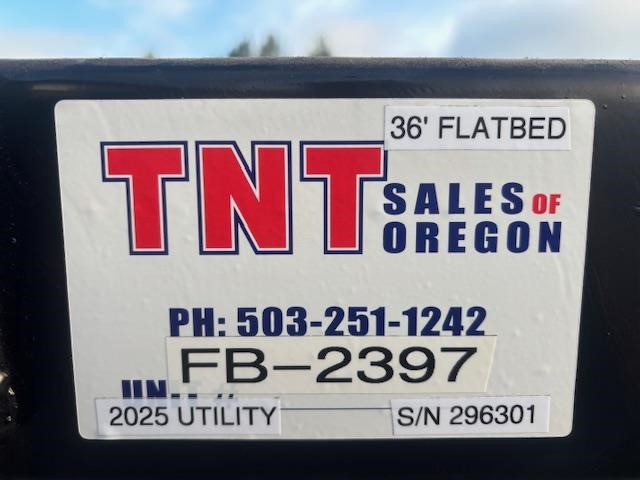 36' FLATBED
TNT
SALES OF
OREGON
PH: 503-251-1242
FB-2397
2025 UTILITY
S/N 296301